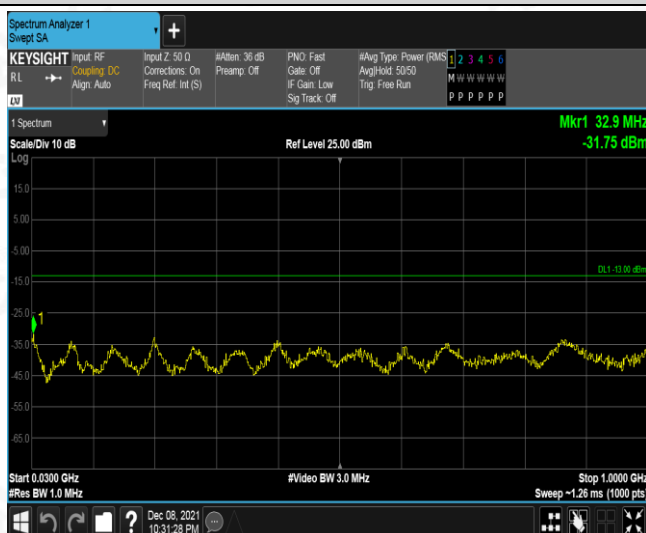 Spectrum Analyzer 1
Swept SA
+
KEYSIGHT
RL
LXI
Input: RF
Coupling: DC
Align: Auto
Input Z: 50 Ω
Corrections: On
Freq Ref: Int (S)
#Atten: 36 dB
Preamp: Off
PNO: Fast
Gate: Off
IF Gain: Low
Sig Track: Off
#Avg Type: Power (RMS
Avg|Hold: 50/50
Trig: Free Run
1 2 3 4 5 6
M W W W W W
P P P P P P
1 Spectrum
Scale/Div 10 dB
Ref Level 25.00 dBm
Mkr1 32.9 MHz
-31.75 dBm
Log
15.0
5.00
-5.00
-15.0
-25.0
-35.0
-45.0
-55.0
-65.0
DL1 -13.00 dBm
1
Start 0.0300 GHz
#Res BW 1.0 MHz
#Video BW 3.0 MHz
Stop 1.0000 GHz
Sweep ~1.26 ms (1000 pts)
?
Dec 08, 2021
10:31:28 PM